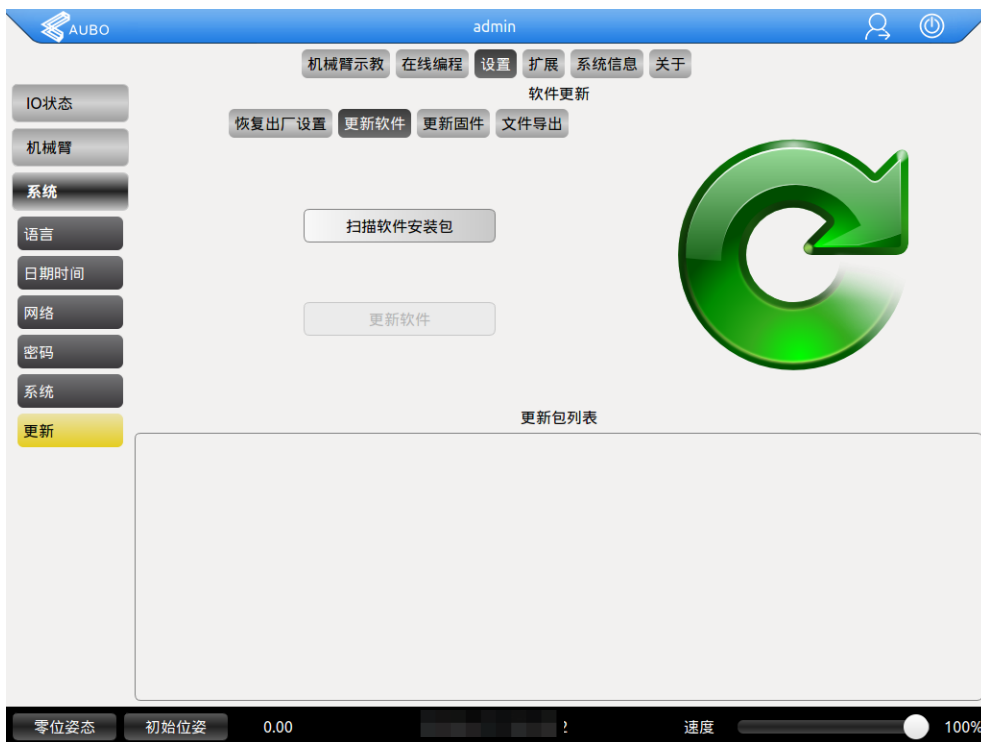 AUBO admin
机械臂示教 在线编程 设置 扩展 系统信息 关于
软件更新
恢复出厂设置 更新软件 更新固件 文件导出
IO状态
机械臂
系统
语言
日期时间
网络
密码
系统
更新
扫描软件安装包
更新软件
更新包列表
零位姿态 初始位姿 0.00 速度 100%